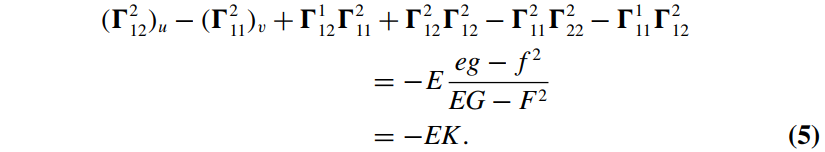 (Γ²₁₂)ᵤ − (Γ²₁₁)ᵥ + Γ¹₁₂Γ²₁₁ + Γ²₁₂Γ²₁₂ − Γ²₁₁Γ²₂₂ − Γ¹₁₁Γ²₁₂
= −E (eg − f²)/(EG − F²)
= −EK. (5)